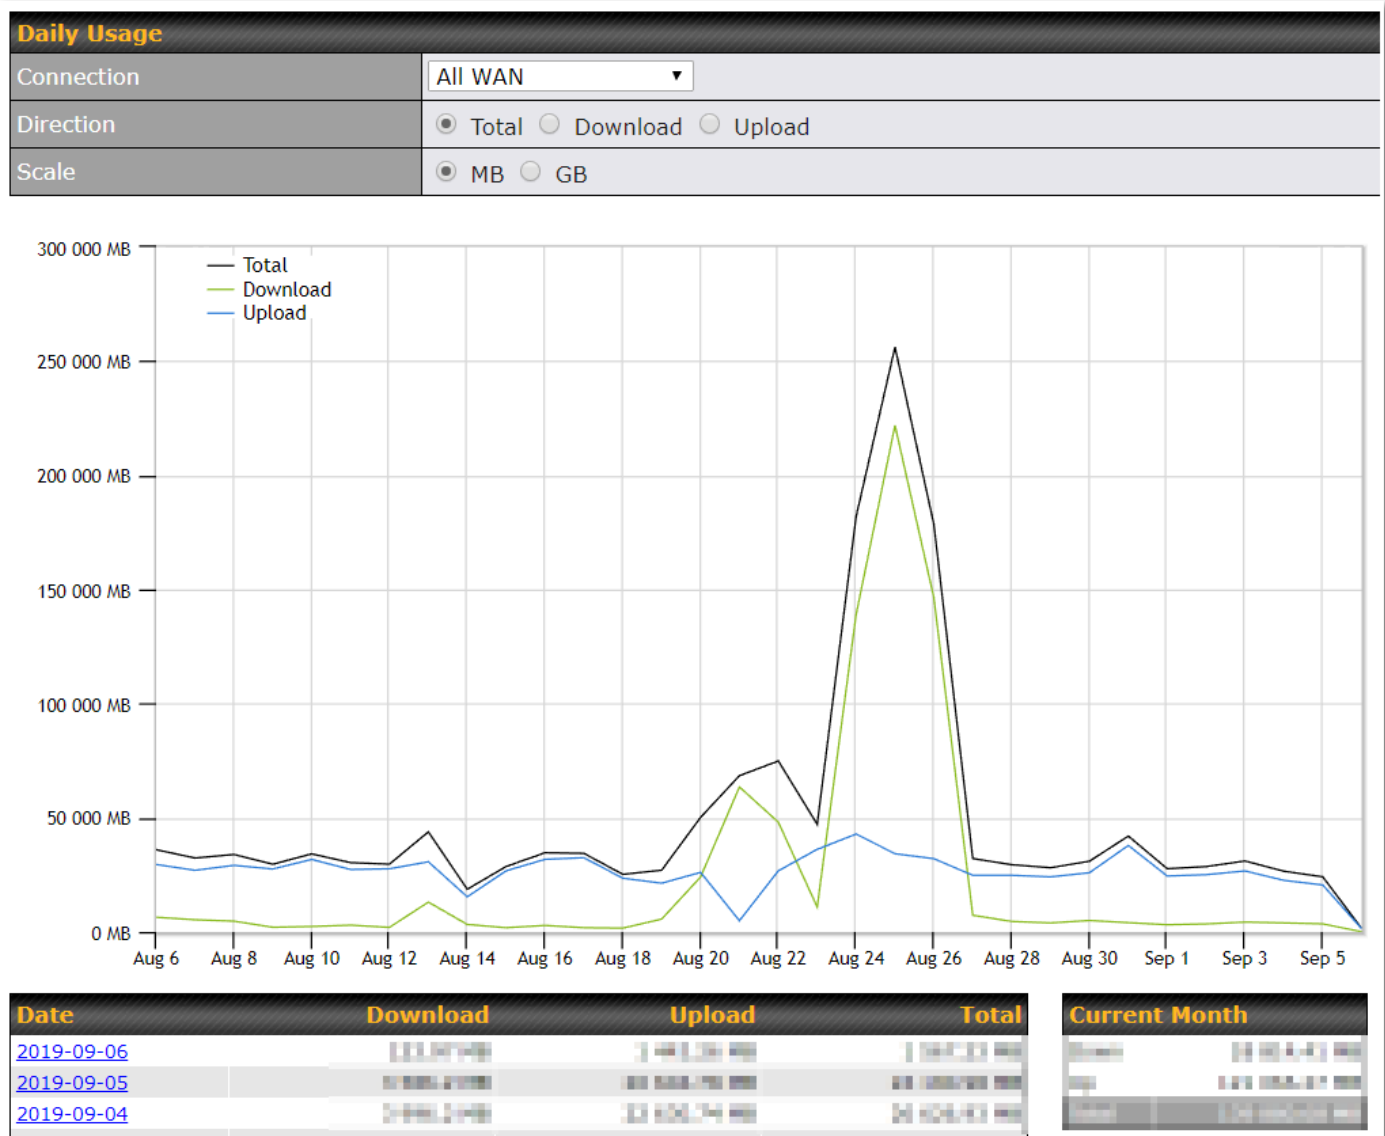 Daily Usage
Connection All WAN
Direction Total Download Upload
Scale MB GB
300 000 MB
Total
Download
Upload
250 000 MB
200 000 MB
150 000 MB
100 000 MB
50 000 MB
0 MB
Aug 6 Aug 8 Aug 10 Aug 12 Aug 14 Aug 16 Aug 18 Aug 20 Aug 22 Aug 24 Aug 26 Aug 28 Aug 30 Sep 1 Sep 3 Sep 5
Date Download Upload Total Current Month
2019-09-06
2019-09-05
2019-09-04